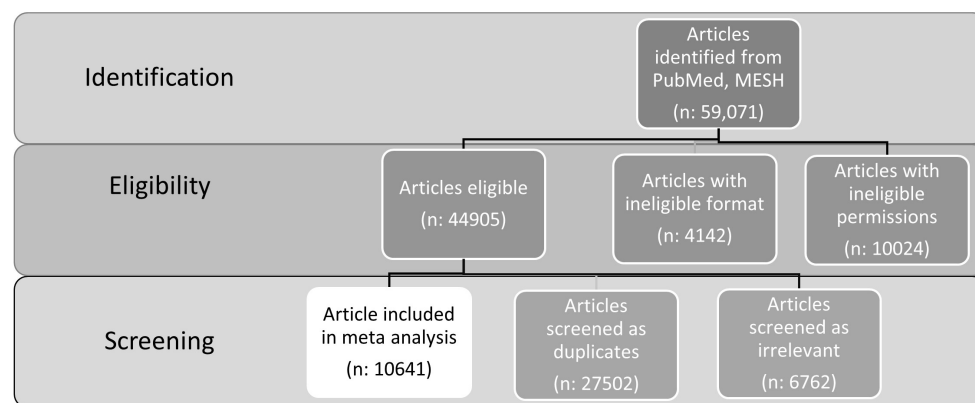 Identification
Articles
identified from
PubMed, MESH
(n: 59,071)
Eligibility
Articles eligible
(n: 44905)
Articles with
ineligible format
(n: 4142)
Articles with
ineligible
permissions
(n: 10024)
Screening
Article included
in meta analysis
(n: 10641)
Articles
screened as
duplicates
(n: 27502)
Articles
screened as
irrelevant
(n: 6762)